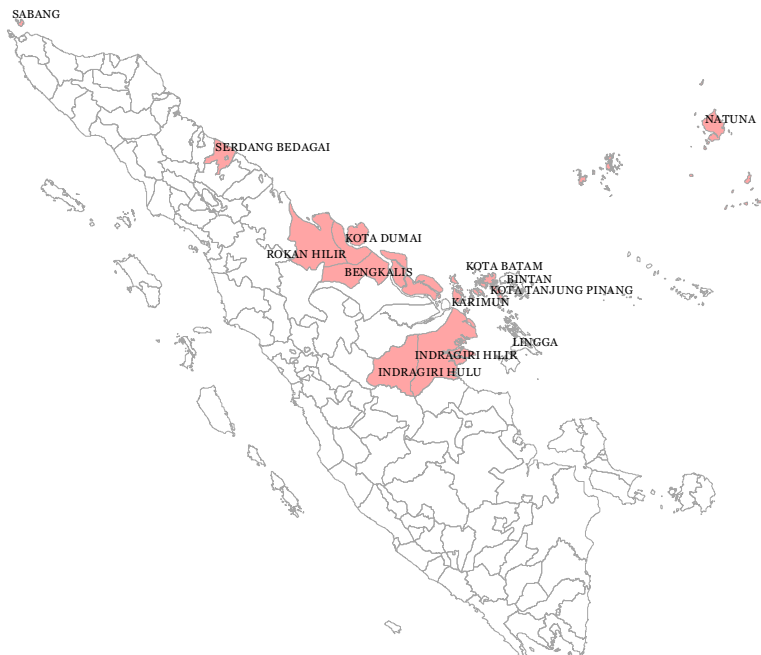 SABANG
NATUNA
SERDANG BEDAGAI
KOTA DUMAI
ROKAN HILIR
KOTA BATAM
BENGKALIS
BINTAN
KOTA TANJUNG PINANG
KARIMUN
LINGGA
INDRAGIRI HILIR
INDRAGIRI HULU